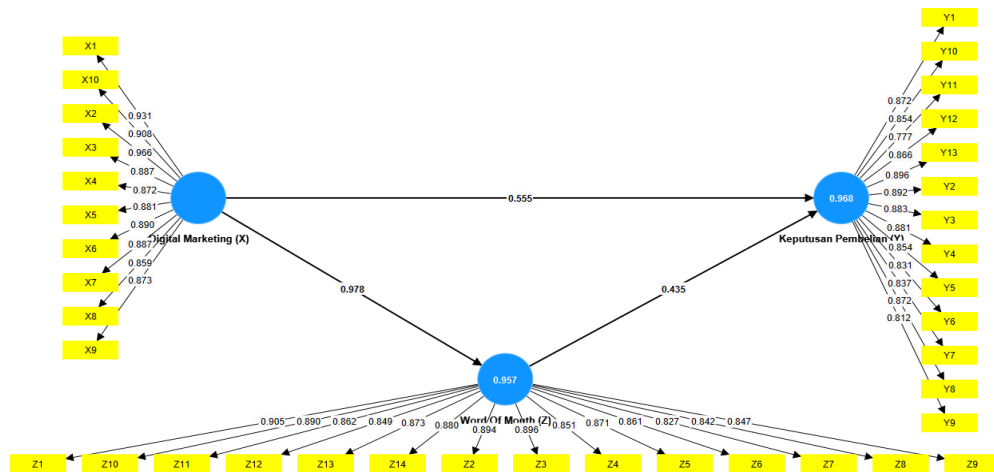 X1
X10
X2
X3
X4
X5
X6
X7
X8
X9
0.931
0.908
0.966
0.887
0.872
0.881
0.890
0.887
0.859
0.873
Digital Marketing (X)
0.555
0.978
0.435
0.968
Keputusan Pembelian (Y)
0.872
0.854
0.777
0.866
0.896
0.892
0.883
0.881
0.854
0.831
0.837
0.872
0.812
Y1
Y10
Y11
Y12
Y13
Y2
Y3
Y4
Y5
Y6
Y7
Y8
Y9
0.957
Word Of Month (Z)
0.905
0.890
0.862
0.849
0.873
0.880
0.894
0.896
0.851
0.871
0.861
0.827
0.842
0.847
Z1
Z10
Z11
Z12
Z13
Z14
Z2
Z3
Z4
Z5
Z6
Z7
Z8
Z9